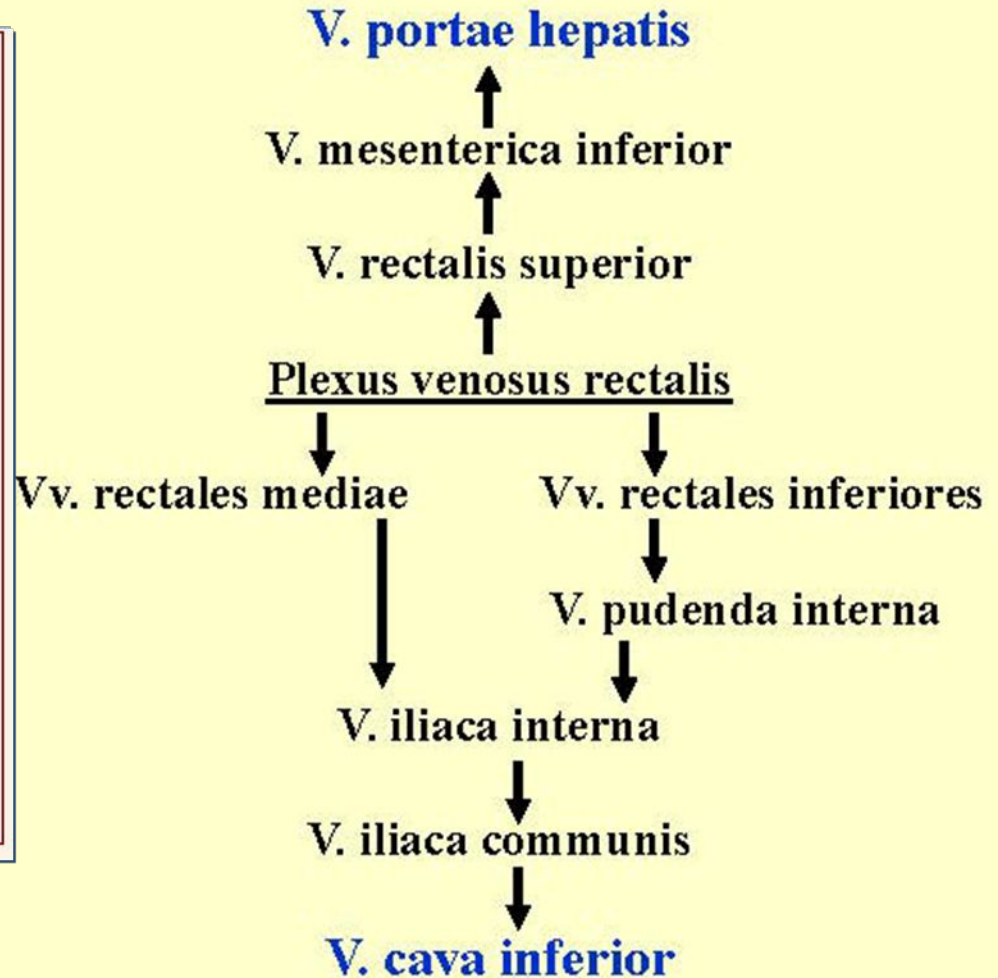 V. portae hepatis
V. mesenterica inferior
V. rectalis superior
Plexus venosus rectalis
Vv. rectales mediae Vv. rectales inferiores
V. pudenda interna
V. iliaca interna
V. iliaca communis
V. cava inferior